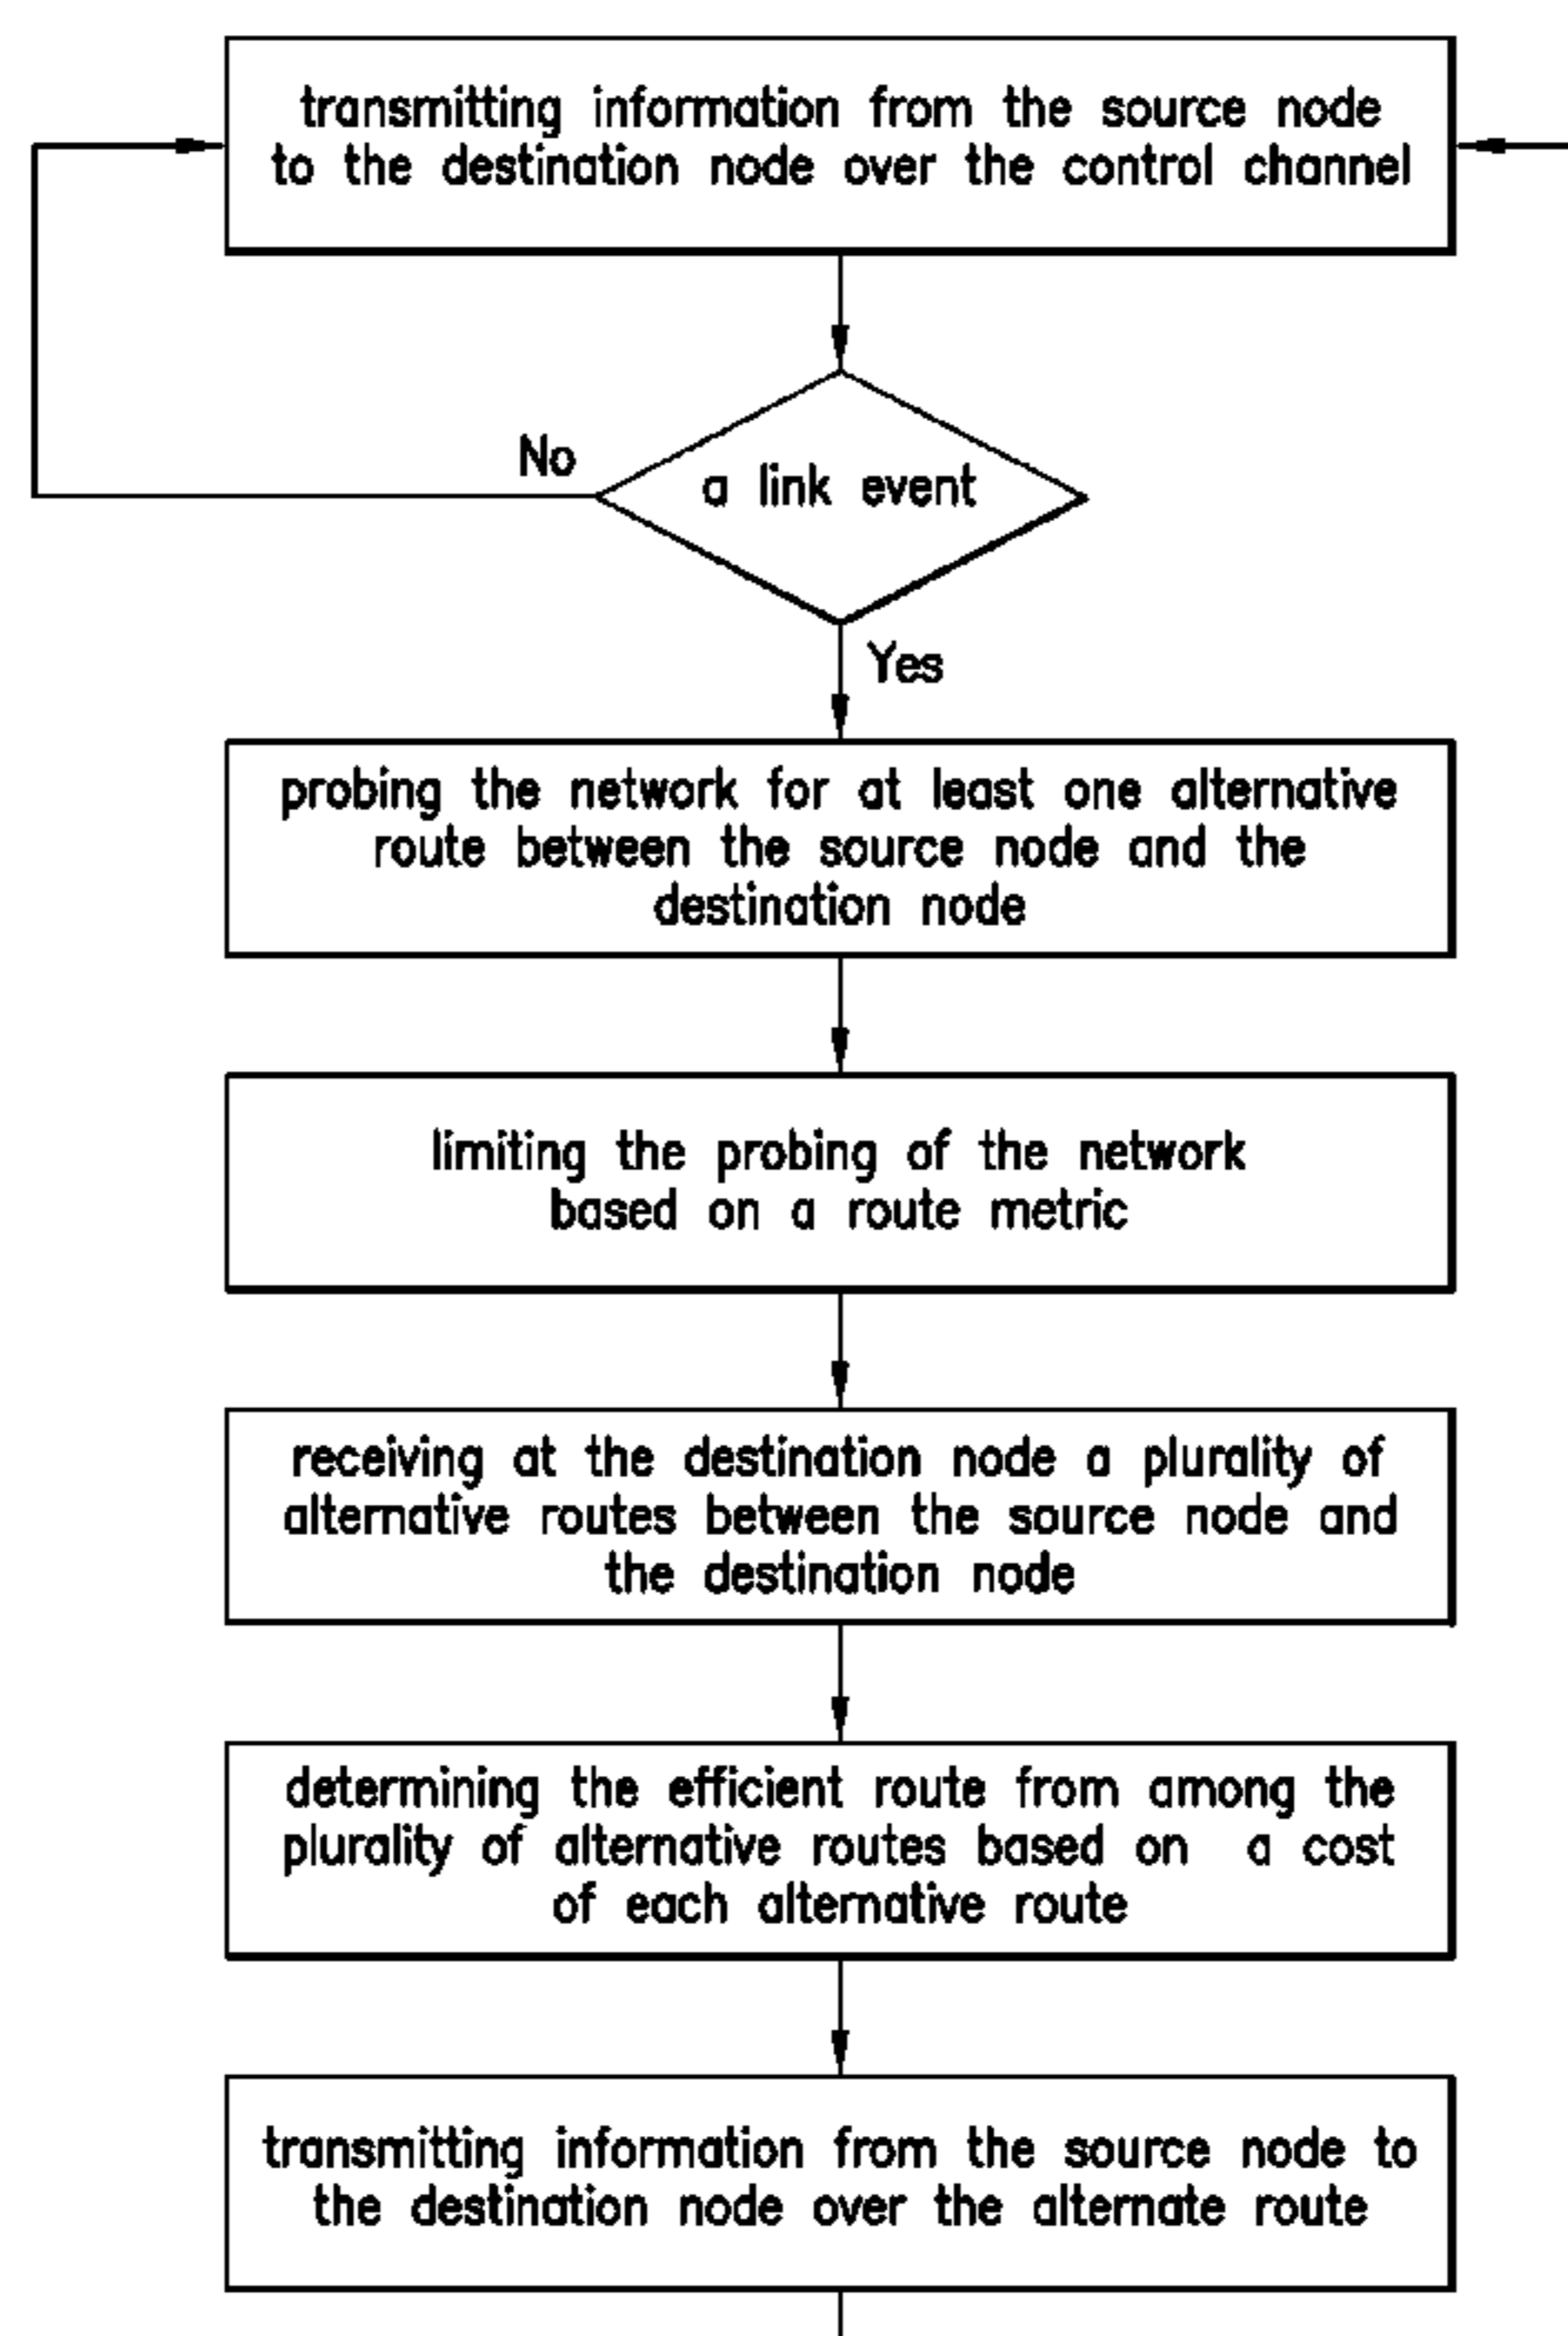 transmitting information from the source node
to the destination node over the control channel
No
a link event
Yes
probing the network for at least one alternative
route between the source node and the
destination node
limiting the probing of the network
based on a route metric
receiving at the destination node a plurality of
alternative routes between the source node and
the destination node
determining the efficient route from among the
plurality of alternative routes based on a cost
of each alternative route
transmitting information from the source node to
the destination node over the alternate route